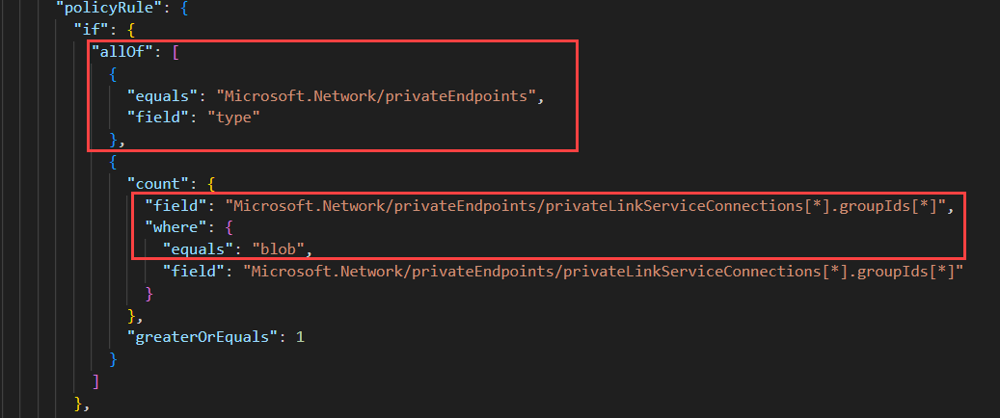 "policyRule": {
"if": {
"allOf": [
{
"equals": "Microsoft.Network/privateEndpoints",
"field": "type"
},
{
"count": {
"field": "Microsoft.Network/privateEndpoints/privateLinkServiceConnections[*].groupIds[*]",
"where": {
"equals": "blob",
"field": "Microsoft.Network/privateEndpoints/privateLinkServiceConnections[*].groupIds[*]"
}
},
"greaterOrEquals": 1
}
]
},